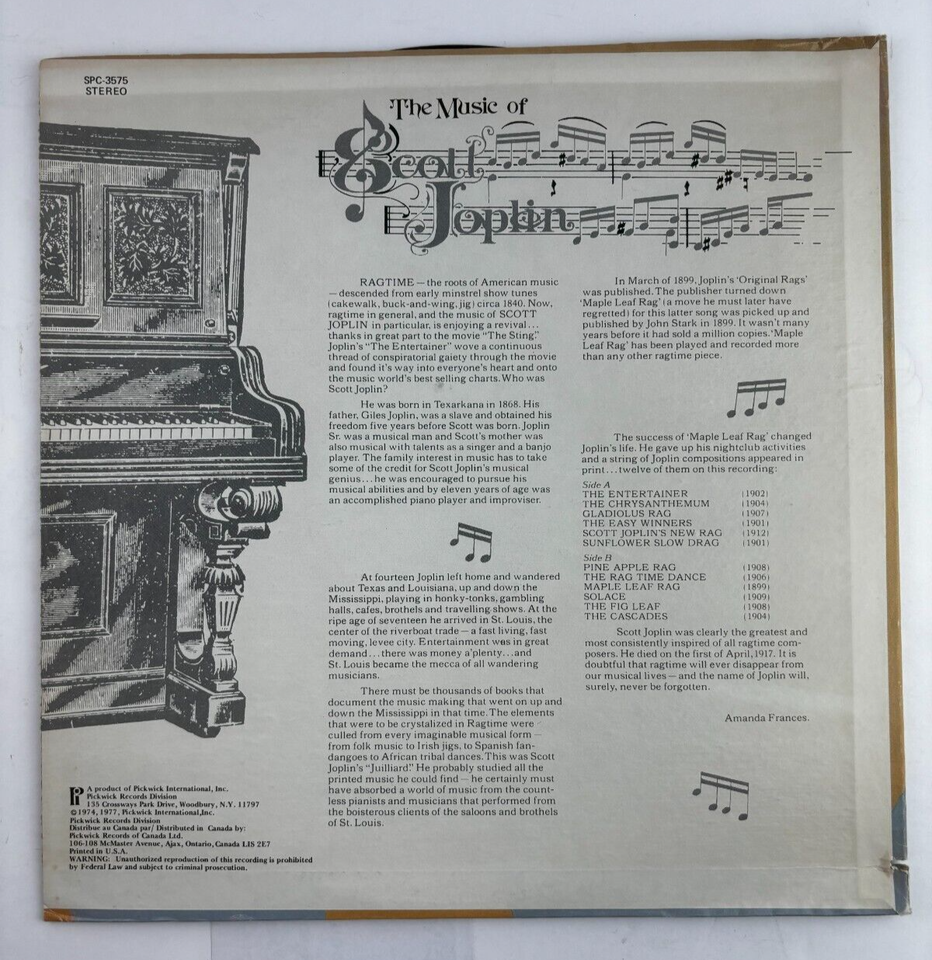 SPC-3575
STEREO
The Music of
Scott
Joplin
RAGTIME — the roots of American music
— descended from early minstrel show tunes
(cakewalk, buck-and-wing, jig) circa 1840. Now,
ragtime in general, and the music of SCOTT
JOPLIN in particular, is enjoying a revival...
thanks in great part to the movie "The Sting."
Joplin's "The Entertainer" wove a continuous
thread of conspiratorial gaiety through the movie
and found it's way into everyone's heart and onto
the music world's best selling charts. Who was
Scott Joplin?
He was born in Texarkana in 1868. His
father, Giles Joplin, was a slave and obtained his
freedom five years before Scott was born. Joplin
Sr. was a musical man and Scott's mother was
also musical with talents as a singer and a banjo
player. The family interest in music has to take
some of the credit for Scott Joplin's musical
genius... he was encouraged to pursue his
musical abilities and by eleven years of age was
an accomplished piano player and improviser.
At fourteen Joplin left home and wandered
about Texas and Louisiana, up and down the
Mississippi, playing in honky-tonks, gambling
halls, cafes, brothels and travelling shows. At the
ripe age of seventeen he arrived in St. Louis, the
center of the riverboat trade — a fast living, fast
moving, levee city. Entertainment was in great
demand... there was money a'plenty... and
St. Louis became the mecca of all wandering
musicians.
There must be thousands of books that
document the music making that went on up and
down the Mississippi in that time. The elements
that were to be crystalized in Ragtime were
culled from every imaginable musical form —
from folk music to Irish jigs, to Spanish fan-
dangoes to African tribal dances. This was Scott
Joplin's "Juilliard." He probably studied all the
printed music he could find — he certainly must
have absorbed a world of music from the count-
less pianists and musicians that performed from
the boisterous clients of the saloons and brothels
of St. Louis.
In March of 1899, Joplin's 'Original Rags'
was published. The publisher turned down
'Maple Leaf Rag' (a move he must later have
regretted) for this latter song was picked up and
published by John Stark in 1899. It wasn't many
years before it had sold a million copies. 'Maple
Leaf Rag' has been played and recorded more
than any other ragtime piece.
The success of 'Maple Leaf Rag' changed
Joplin's life. He gave up his nightclub activities
and a string of Joplin compositions appeared in
print... twelve of them on this recording:
Side A
THE ENTERTAINER (1902)
THE CHRYSANTHEMUM (1904)
GLADIOLUS RAG (1907)
THE EASY WINNERS (1901)
SCOTT JOPLIN'S NEW RAG (1912)
SUNFLOWER SLOW DRAG (1901)
Side B
PINE APPLE RAG (1908)
THE RAG TIME DANCE (1906)
MAPLE LEAF RAG (1899)
SOLACE (1909)
THE FIG LEAF (1908)
THE CASCADES (1904)
Scott Joplin was clearly the greatest and
most consistently inspired of all ragtime com-
posers. He died on the first of April, 1917. It is
doubtful that ragtime will ever disappear from
our musical lives — and the name of Joplin will,
surely, never be forgotten.
Amanda Frances.
A product of Pickwick International, Inc.
Pickwick Records Division
135 Crossways Park Drive, Woodbury, N.Y. 11797
© 1974, 1977, Pickwick International, Inc.
Pickwick Records Division
Distribue au Canada par/ Distributed in Canada by:
Pickwick Records of Canada Ltd.
106-108 McMaster Avenue, Ajax, Ontario, Canada LIS 2E7
Printed in U.S.A.
WARNING: Unauthorized reproduction of this recording is prohibited
by Federal Law and subject to criminal prosecution.